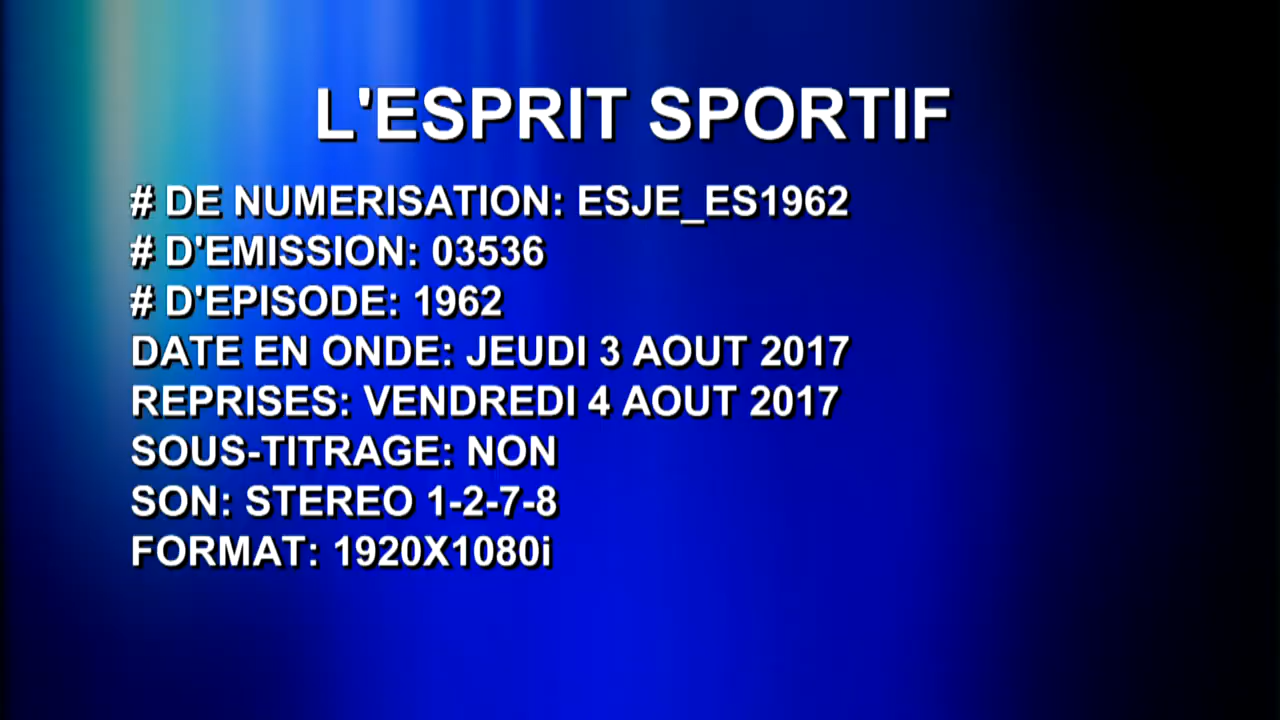 L'ESPRIT SPORTIF
# DE NUMERISATION: ESJE_ES1962
# D'EMISSION: 03536
# D'EPISODE: 1962
DATE EN ONDE: JEUDI 3 AOUT 2017
REPRISES: VENDREDI 4 AOUT 2017
SOUS-TITRAGE: NON
SON: STEREO 1-2-7-8
FORMAT: 1920X1080i